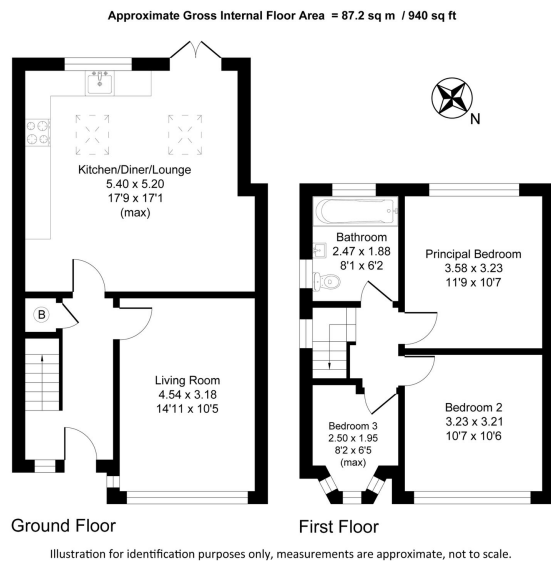 Approximate Gross Internal Floor Area = 87.2 sq m / 940 sq ft
N
Kitchen/Diner/Lounge
5.40 x 5.20
17'9 x 17'1
(max)
B
Living Room
4.54 x 3.18
14'11 x 10'5
Ground Floor
Bathroom
2.47 x 1.88
8'1 x 6'2
Principal Bedroom
3.58 x 3.23
11'9 x 10'7
Bedroom 3
2.50 x 1.95
8'2 x 6'5
(max)
Bedroom 2
3.23 x 3.21
10'7 x 10'6
First Floor
Illustration for identification purposes only, measurements are approximate, not to scale.